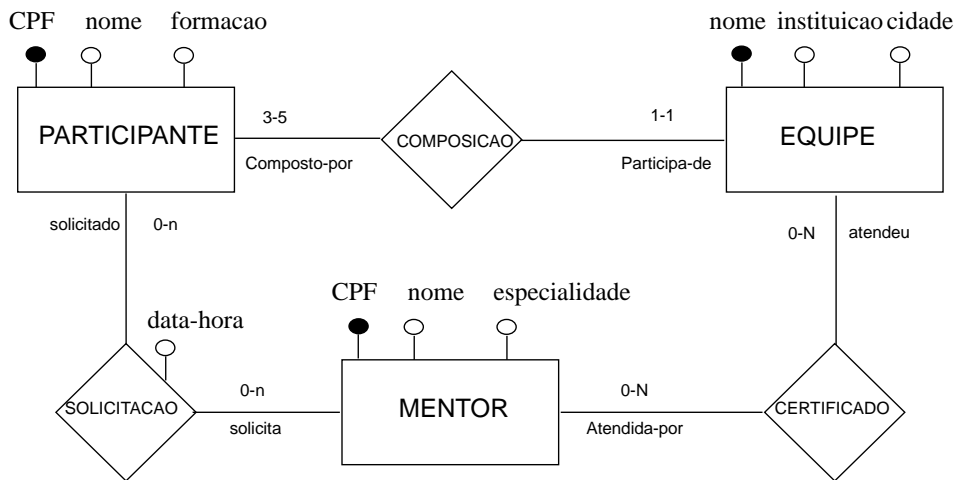 CPF nome formacao
nome instituicao cidade
PARTICIPANTE
3-5
Composto-por
COMPOSICAO
1-1
Participa-de
EQUIPE
solicitado 0-n
0-N atendeu
CPF nome especialidade
data-hora
SOLICITACAO
0-n
solicita
MENTOR
0-N
Atendida-por
CERTIFICADO